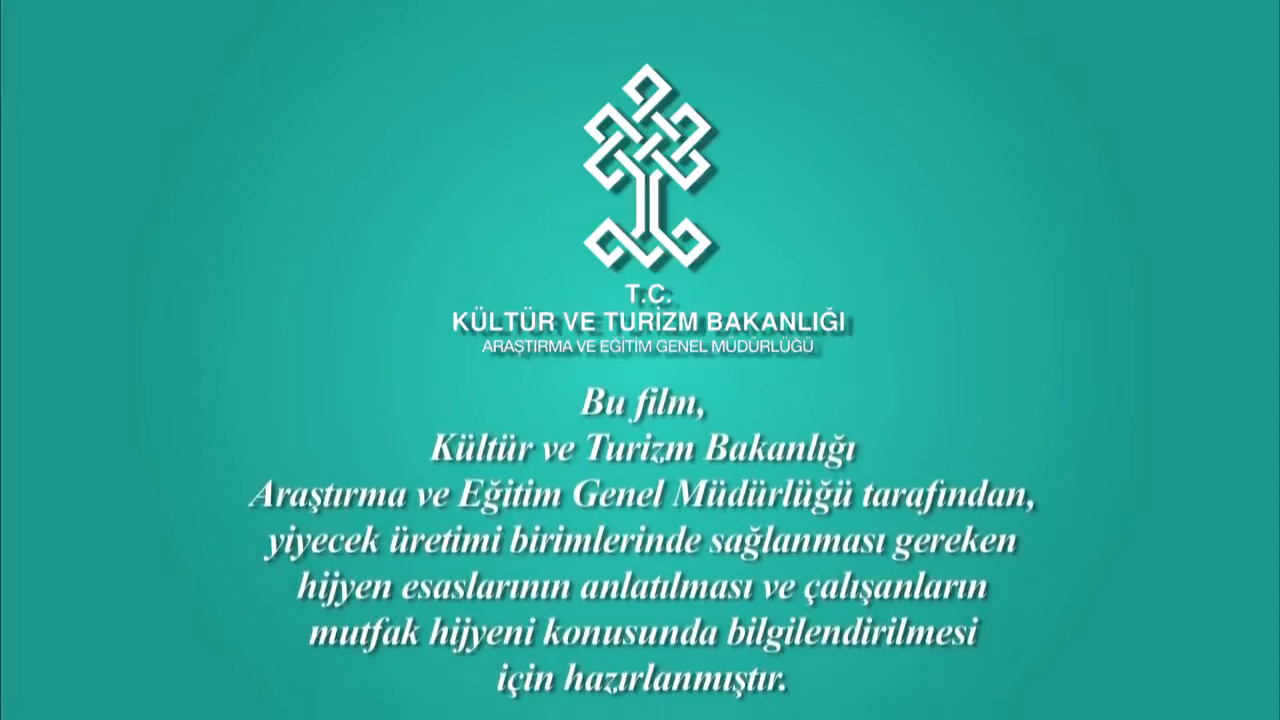 T.C.
KÜLTÜR VE TURİZM BAKANLIĞI
ARAŞTIRMA VE EĞİTİM GENEL MÜDÜRLÜĞÜ
Bu film,
Kültür ve Turizm Bakanlığı
Araştırma ve Eğitim Genel Müdürlüğü tarafından,
yiyecek üretimi birimlerinde sağlanması gereken
hijyen esaslarının anlatılması ve çalışanların
mutfak hijyeni konusunda bilgilendirilmesi
için hazırlanmıştır.